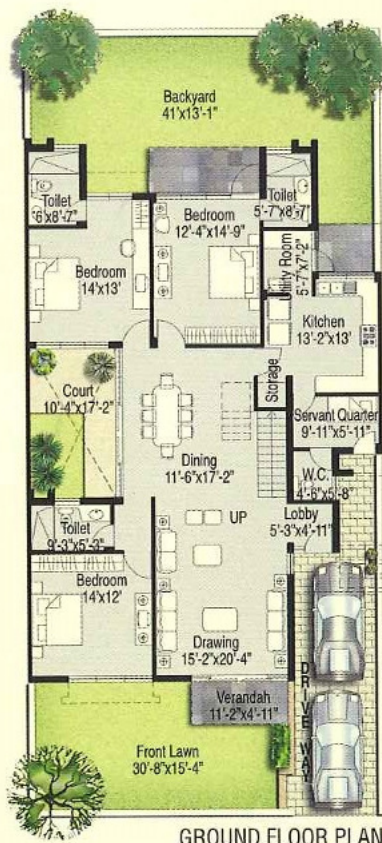 Backyard
41'x13'-1"
Toilet
6'x8'-7"
Toilet
5'-7"x8'-7"
Bedroom
12'-4"x14'-9"
Bedroom
14'x13'
Utility Room
5'-7"x7'-2"
Kitchen
13'-2"x13'
Storage
Court
10'-4"x17'-2"
Servant Quarter
9'-11"x5'-11"
Dining
11'-6"x17'-2"
W.C.
4'-6"x5'-8"
UP
Lobby
5'-3"x4'-11"
Toilet
9'-3"x5'-3"
Bedroom
14'x12'
Drawing
15'-2"x20'-4"
Verandah
11'-2"x4'-11"
DRIVE WAY
Front Lawn
30'-8"x15'-4"
GROUND FLOOR PLAN